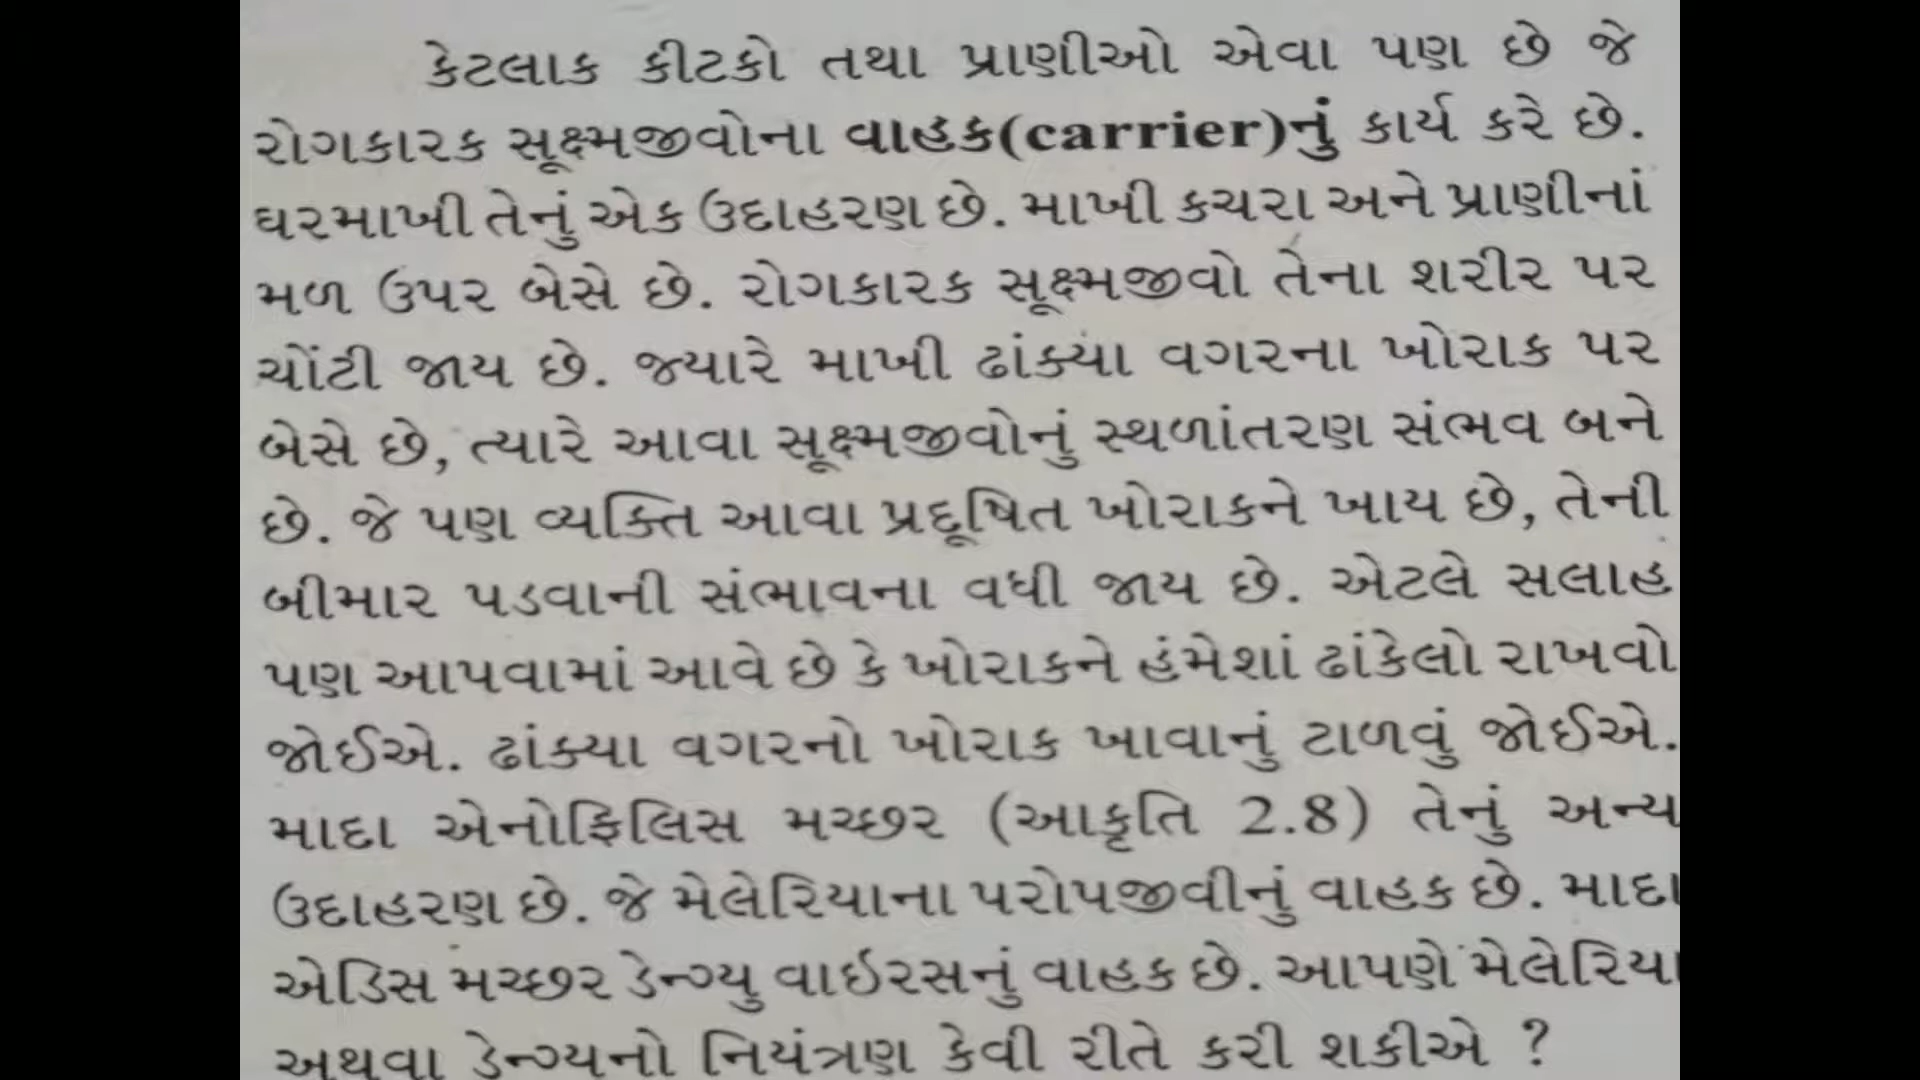 કેટલાક કીટકો તથા પ્રાણીઓ એવા પણ છે જે
રોગકારક સૂક્ષ્મજીવોના વાહક(carrier)નું કાર્ય કરે છે.
ઘરમાખી તેનું એક ઉદાહરણ છે. માખી કચરા અને પ્રાણીનાં
મળ ઉપર બેસે છે. રોગકારક સૂક્ષ્મજીવો તેના શરીર પર
ચોંટી જાય છે. જ્યારે માખી ઢાંક્યા વગરના ખોરાક પર
બેસે છે, ત્યારે આવા સૂક્ષ્મજીવોનું સ્થળાંતરણ સંભવ બને
છે. જે પણ વ્યક્તિ આવા પ્રદૂષિત ખોરાકને ખાય છે, તેની
બીમાર પડવાની સંભાવના વધી જાય છે. એટલે સલાહ
પણ આપવામાં આવે છે કે ખોરાકને હંમેશાં ઢાંકેલો રાખવો
જોઈએ. ઢાંક્યા વગરનો ખોરાક ખાવાનું ટાળવું જોઈએ.
માદા એનોફિલિસ મચ્છર (આકૃતિ 2.8) તેનું અન્ય
ઉદાહરણ છે. જે મેલેરિયાના પરોપજીવીનું વાહક છે. માદા
એડિસ મચ્છર ડેન્ગ્યુ વાઇરસનું વાહક છે. આપણે મેલેરિયા
અથવા ડેન્ગ્યુનો નિયંત્રણ કેવી રીતે કરી શકીએ ?